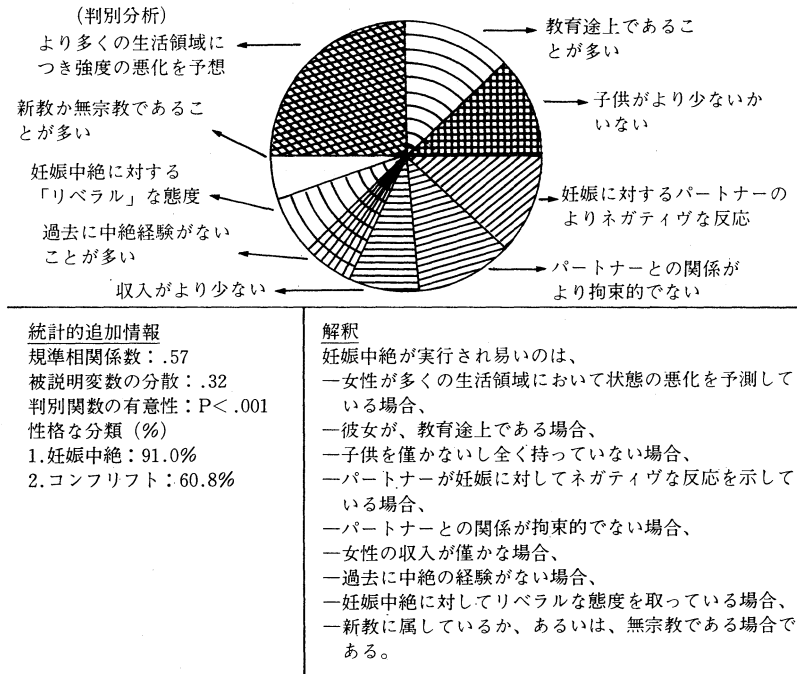 (判別分析)
より多くの生活領域に
つき強度の悪化を予想
新教か無宗教であるこ
とが多い
妊娠中絶に対する
「リベラル」な態度
過去に中絶経験がない
ことが多い
収入がより少ない
教育途上であるこ
とが多い
子供がより少ないか
いない
妊娠に対するパートナーの
よりネガティヴな反応
パートナーとの関係が
より拘束的でない
統計的追加情報
規準相関係数:.57
被説明変数の分散:.32
判別関数の有意性:P<.001
性格な分類(%)
1.妊娠中絶:91.0%
2.コンフリフト:60.8%
解釈
妊娠中絶が実行され易いのは、
―女性が多くの生活領域において状態の悪化を予測して
いる場合、
―彼女が、教育途上である場合、
―子供を僅かないし全く持っていない場合、
―パートナーが妊娠に対してネガティヴな反応を示して
いる場合、
―パートナーとの関係が拘束的でない場合、
―女性の収入が僅かな場合、
―過去に中絶の経験がない場合、
―妊娠中絶に対してリベラルな態度を取っている場合、
―新教に属しているか、あるいは、無宗教である場合で
ある。